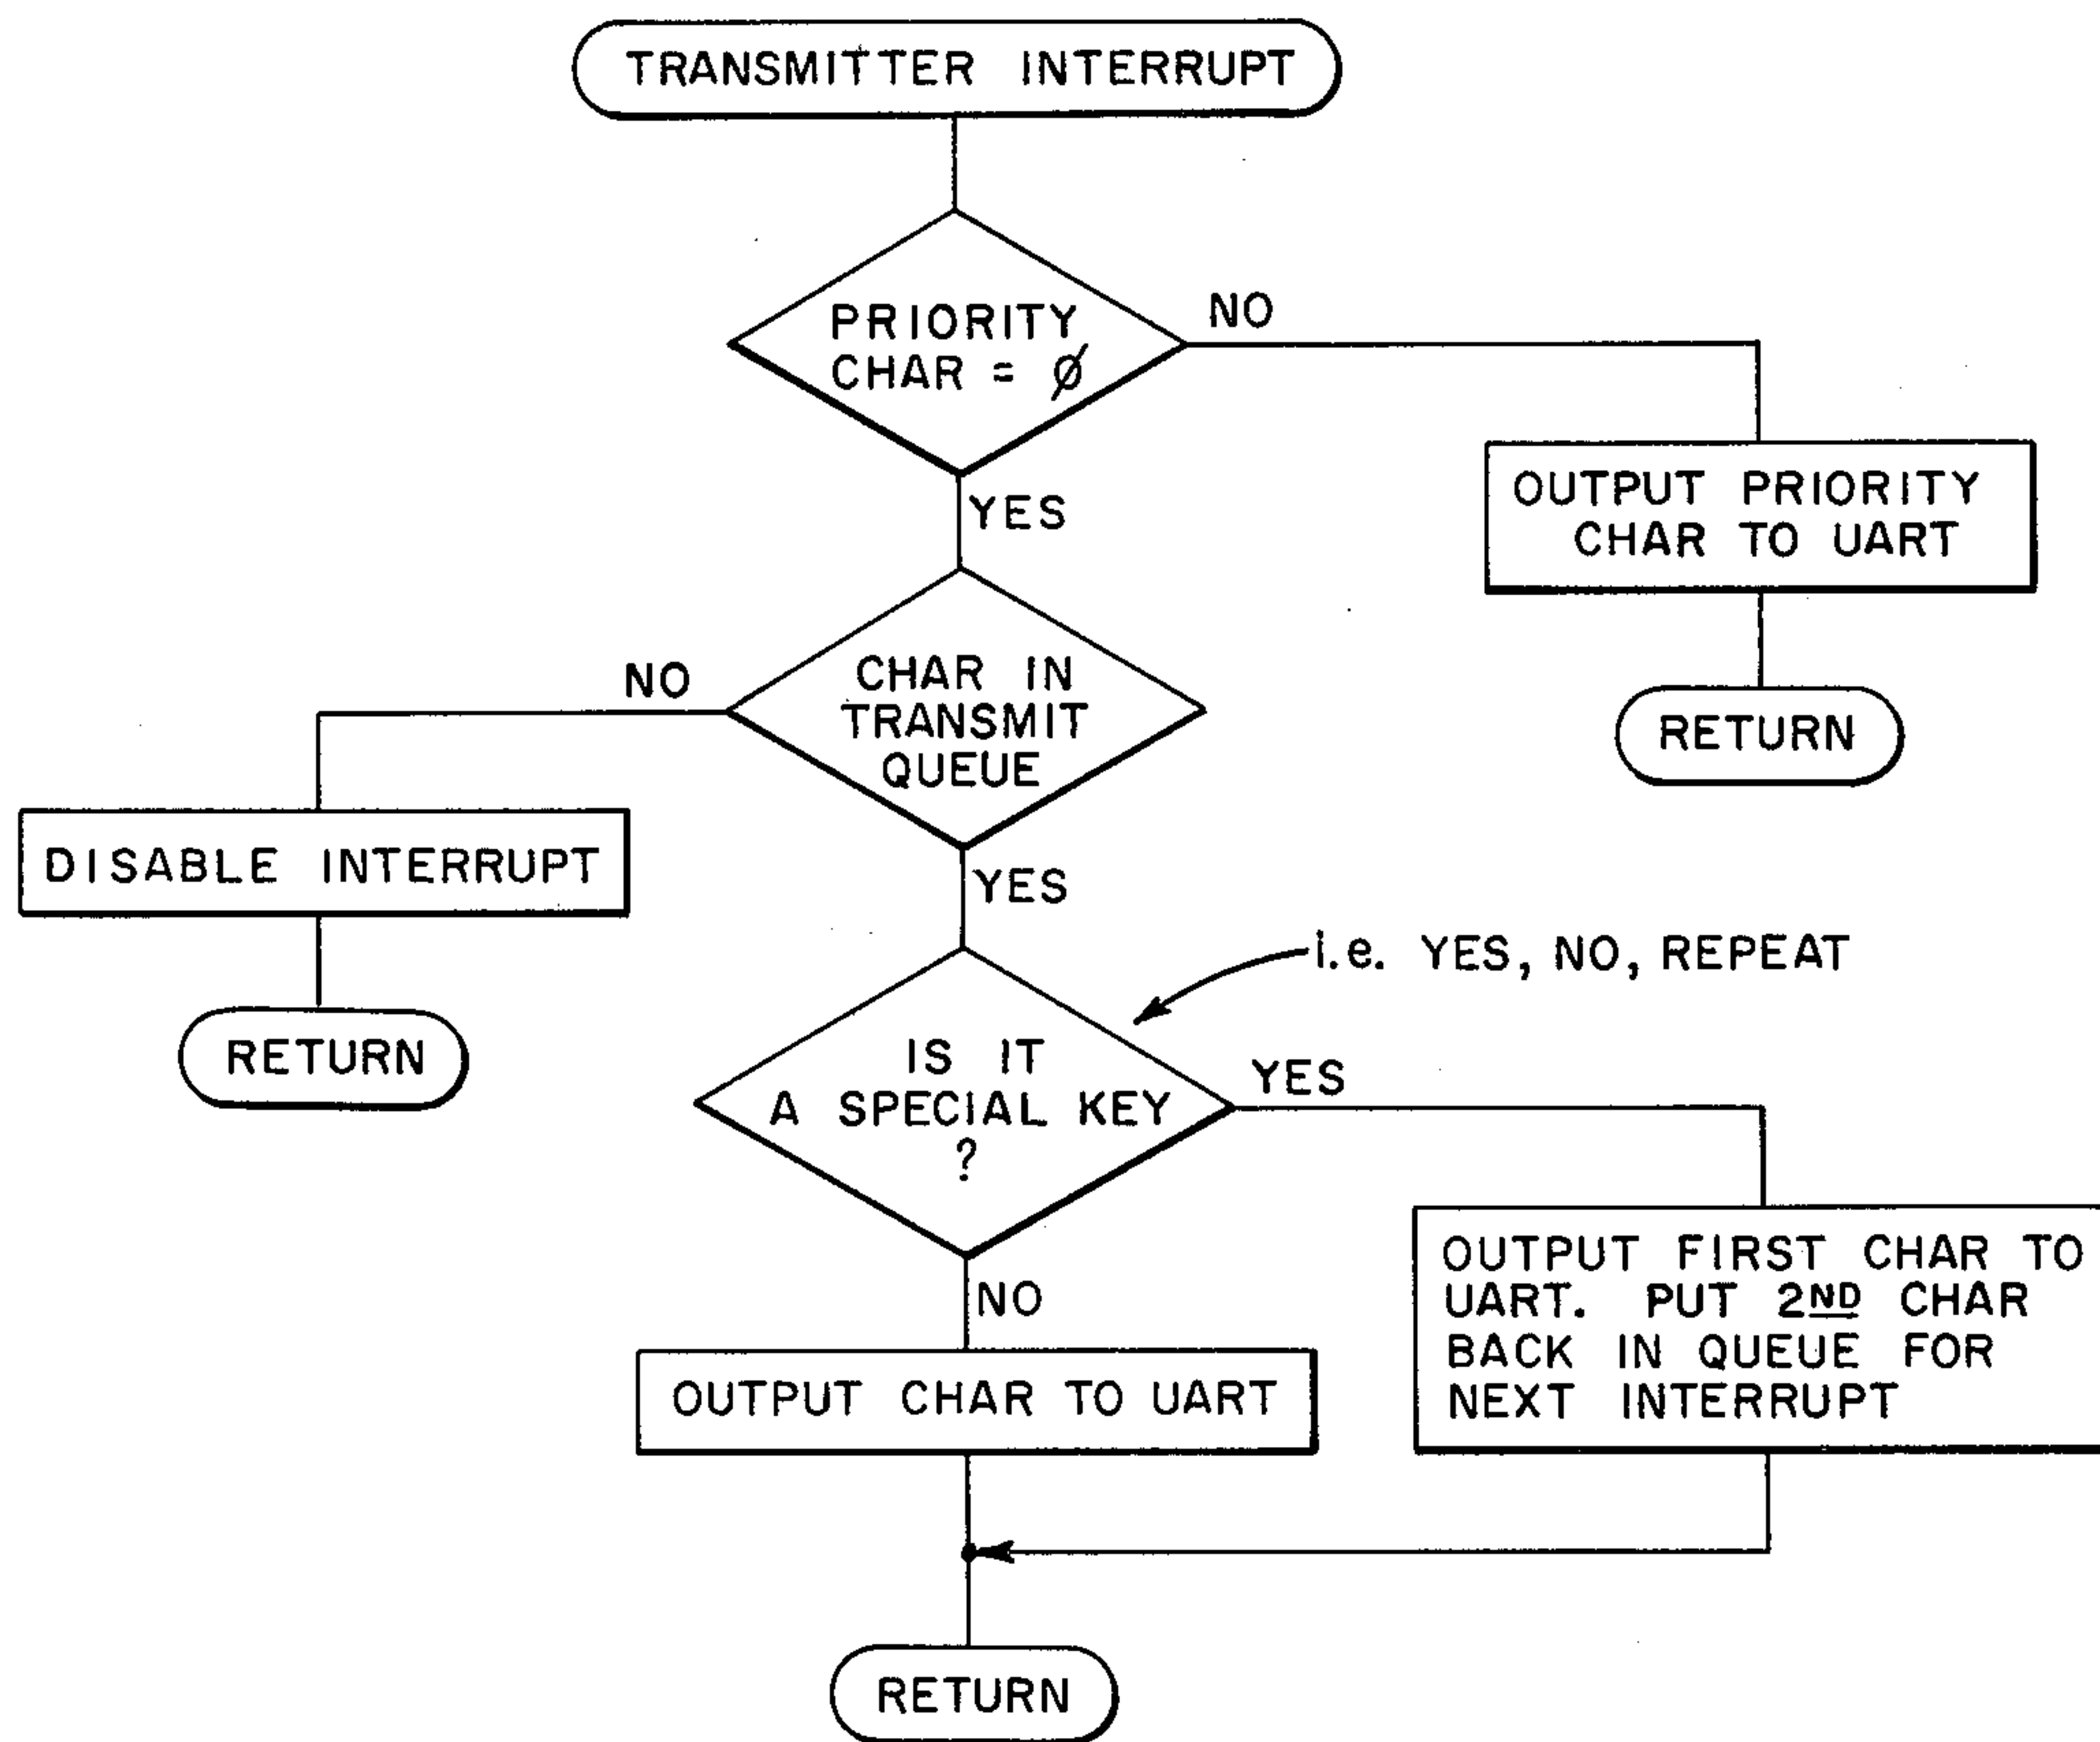 TRANSMITTER INTERRUPT
PRIORITY
CHAR = Ø
NO
OUTPUT PRIORITY
CHAR TO UART
RETURN
YES
CHAR IN
TRANSMIT
QUEUE
NO
DISABLE INTERRUPT
RETURN
YES
i.e. YES, NO, REPEAT
IS IT
A SPECIAL KEY
?
YES
OUTPUT FIRST CHAR TO
UART. PUT 2ND CHAR
BACK IN QUEUE FOR
NEXT INTERRUPT
NO
OUTPUT CHAR TO UART
RETURN